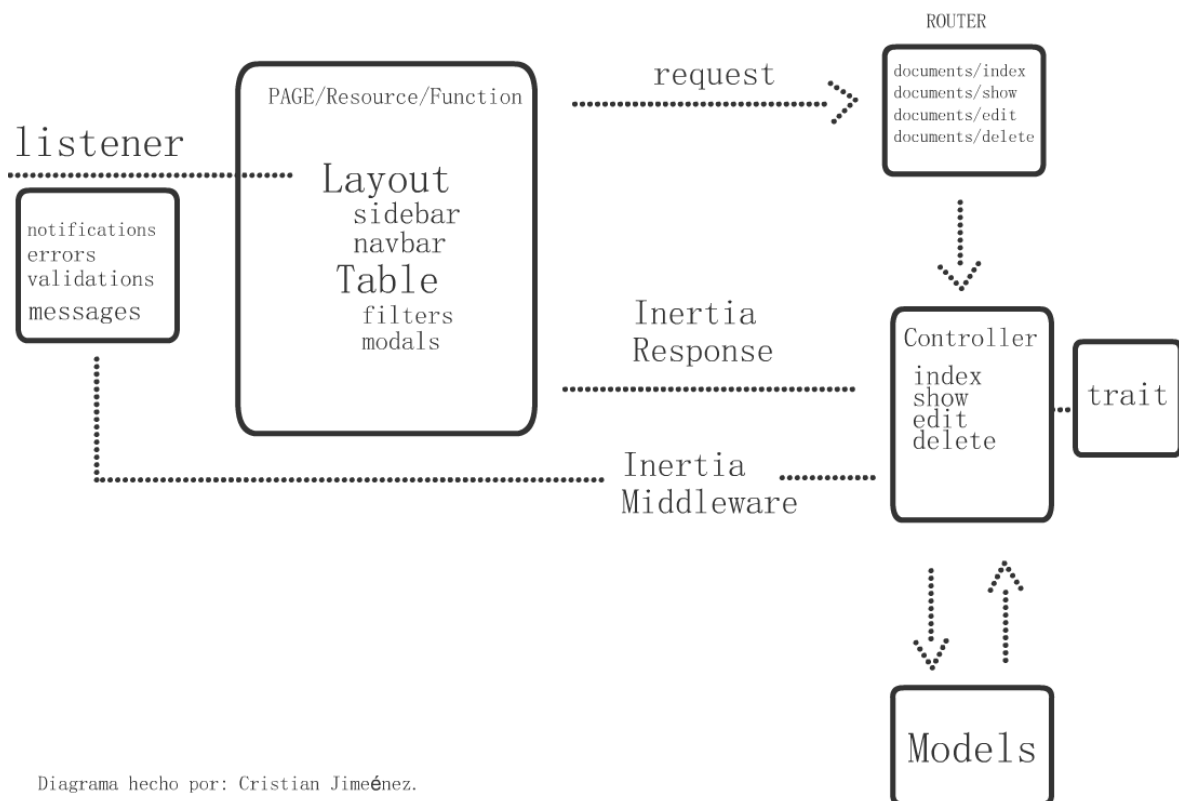 ROUTER
request
documents/index
documents/show
documents/edit
documents/delete
PAGE/Resource/Function
listener
Layout
sidebar
navbar
Table
filters
modals
notifications
errors
validations
messages
Inertia
Response
Controller
index
show
edit
delete
trait
Inertia
Middleware
Models
Diagrama hecho por: Cristian Jimeénez.